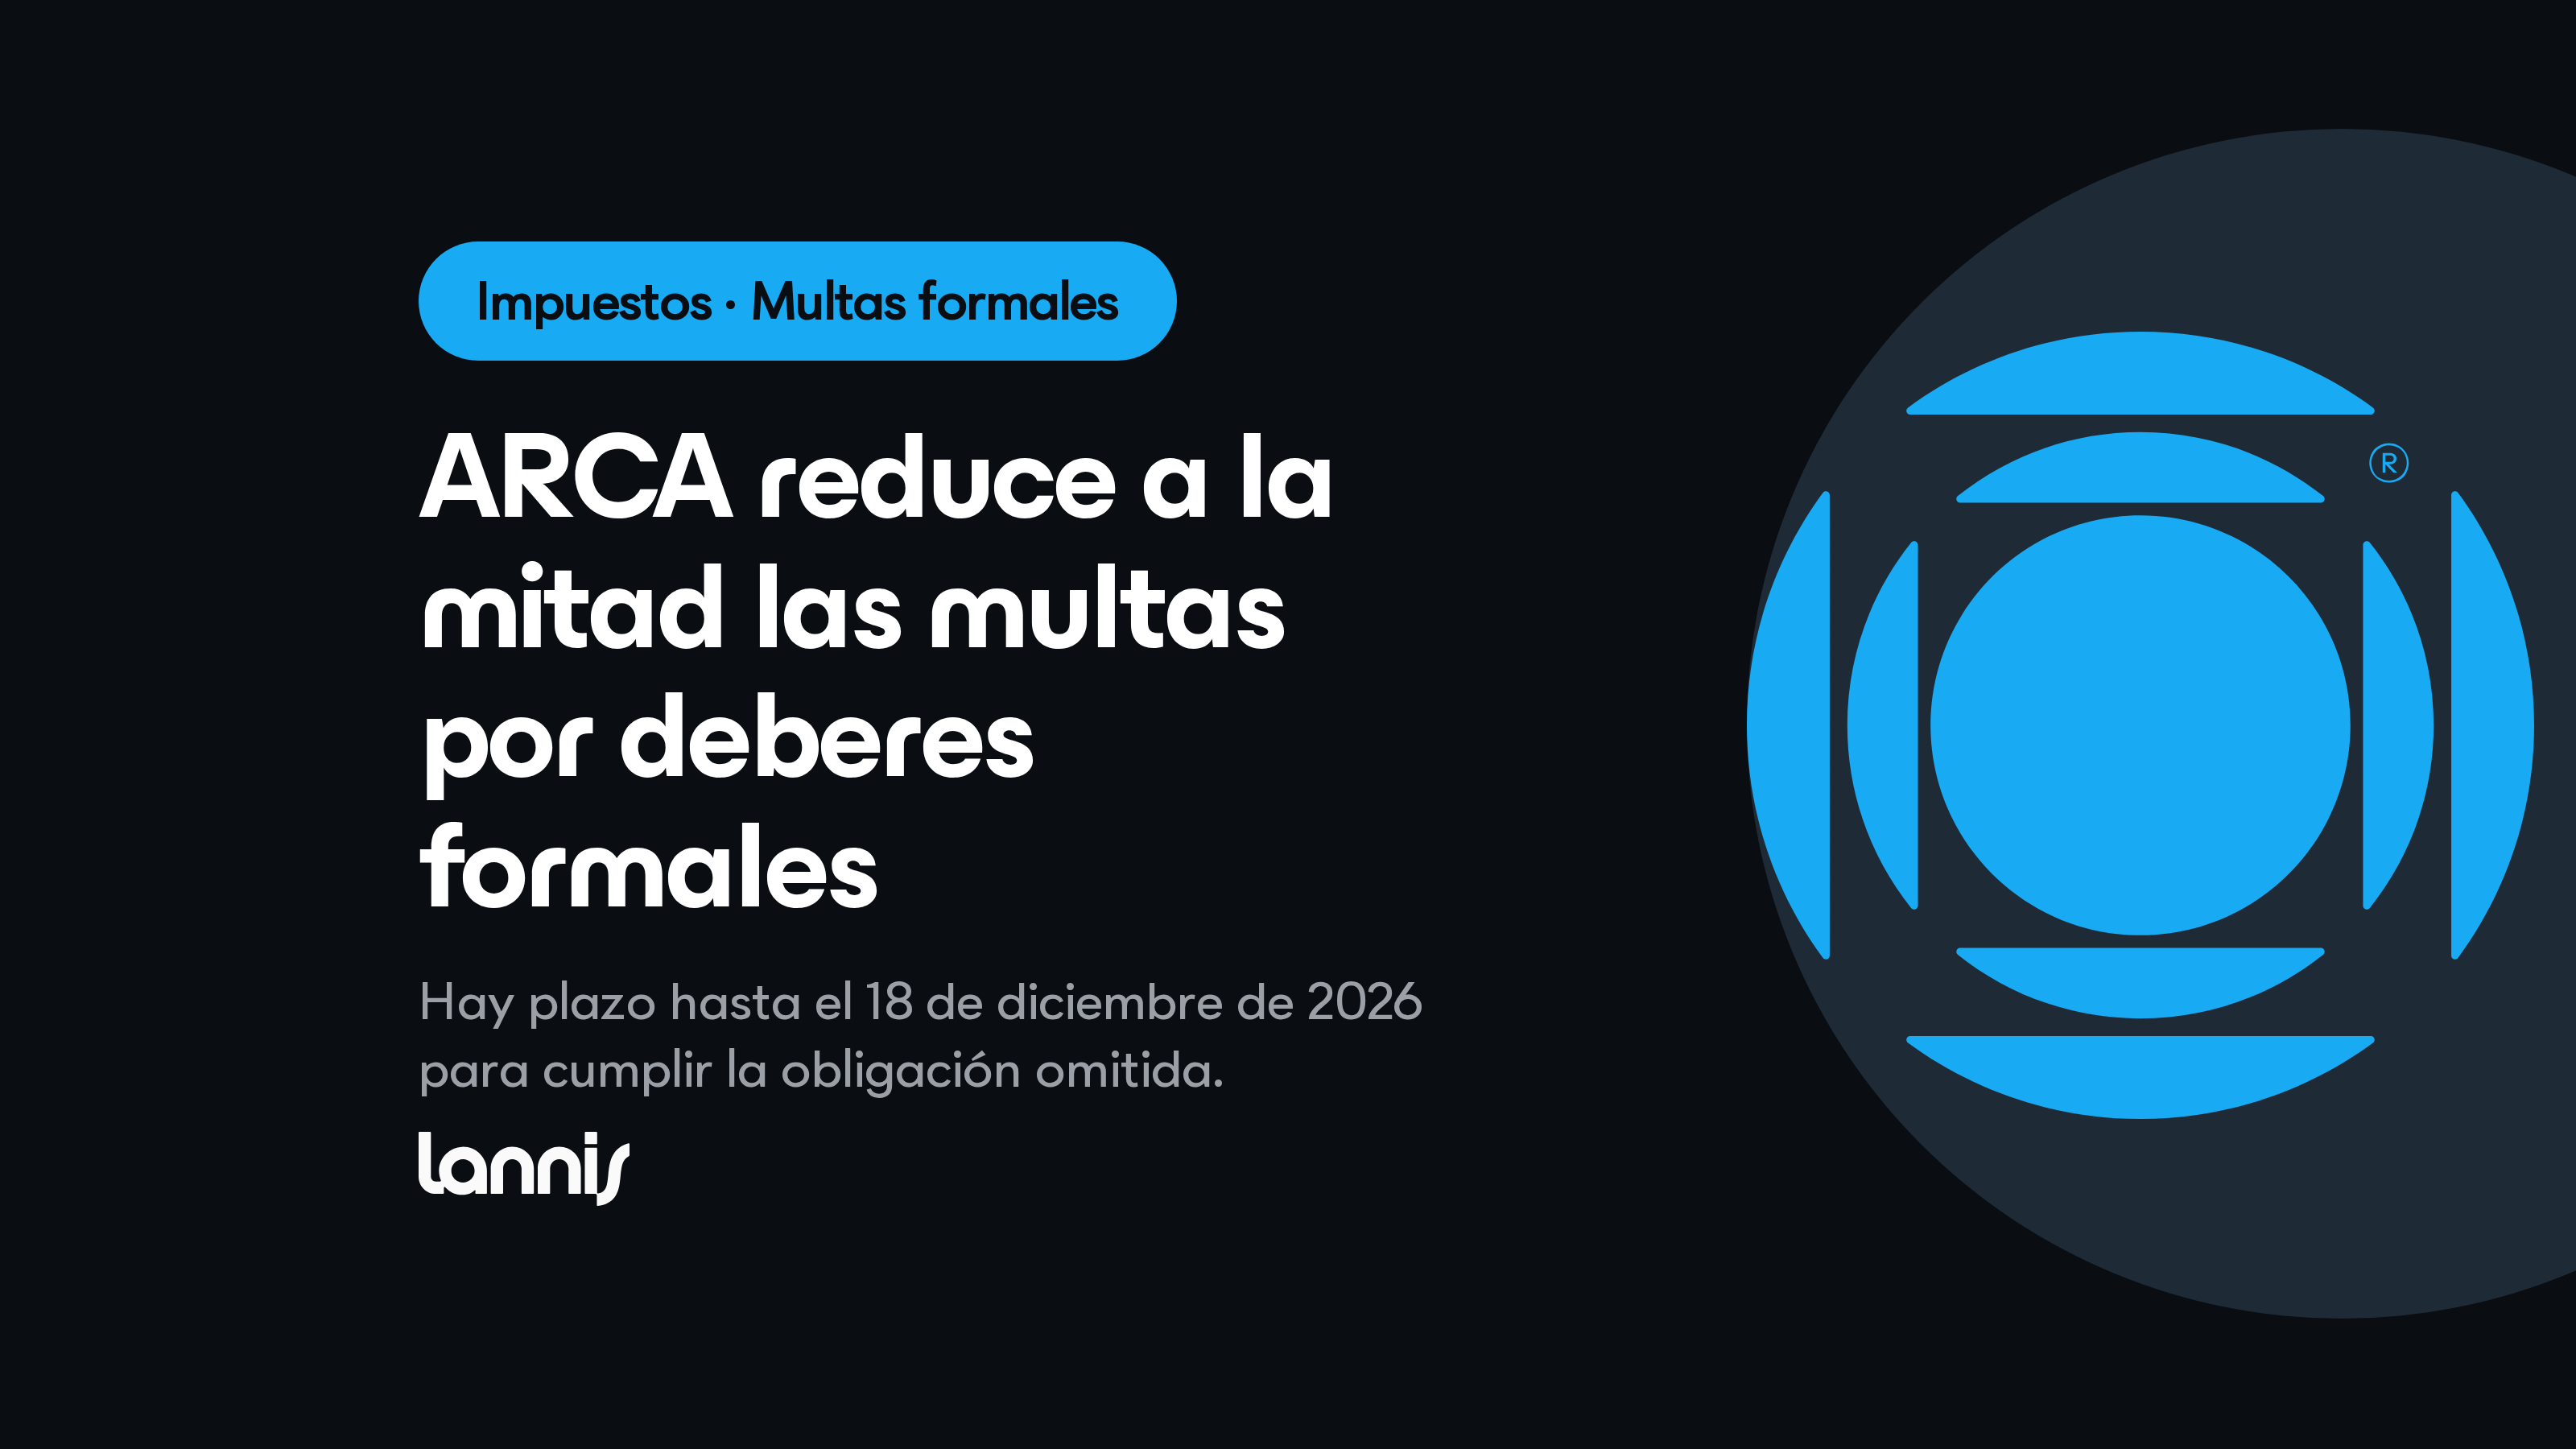 Impuestos · Multas formales
ARCA reduce a la
mitad las multas
por deberes
formales
Hay plazo hasta el 18 de diciembre de 2026
para cumplir la obligación omitida.
lannis
®